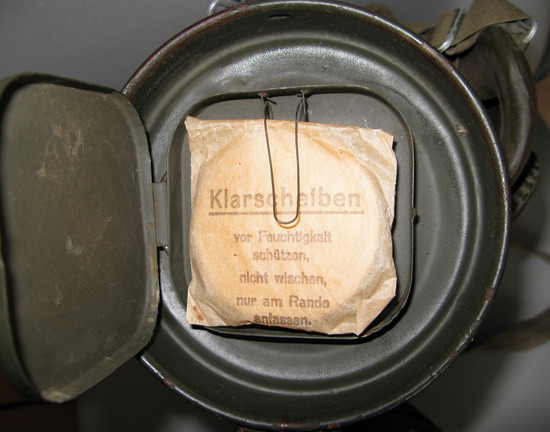 Klarscheiben
vor Feuchtigkeit
schützen,
nicht wischen,
nur am Rande
anfassen.